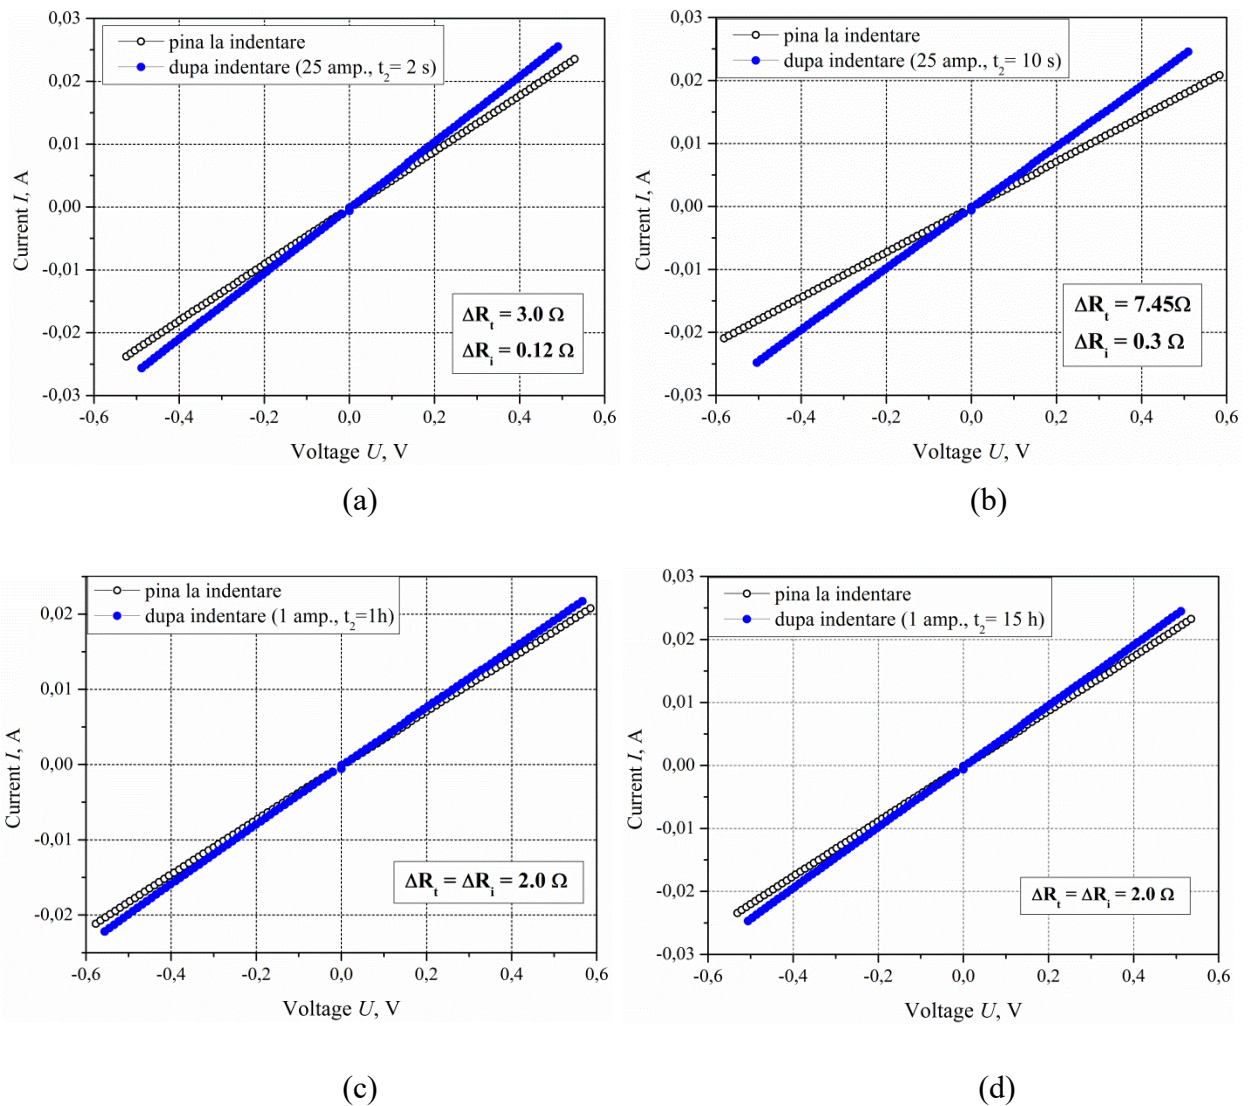 0,03
0,02
0,01
0,00
-0,01
-0,02
-0,03
-0,6
-0,4
-0,2
0,0
0,2
0,4
0,6
Current I, A
Voltage U, V
pina la indentare
dupa indentare (25 amp., t2= 2 s)
ΔRt = 3.0 Ω
ΔRi = 0.12 Ω
(a)
0,03
0,02
0,01
0,00
-0,01
-0,02
-0,03
-0,6
-0,4
-0,2
0,0
0,2
0,4
0,6
Current I, A
Voltage U, V
pina la indentare
dupa indentare (25 amp., t2= 10 s)
ΔRt = 7.45Ω
ΔRi = 0.3 Ω
(b)
0,02
0,01
0,00
-0,01
-0,02
-0,6
-0,4
-0,2
0,0
0,2
0,4
0,6
Current I, A
Voltage U, V
pina la indentare
dupa indentare (1 amp., t2=1h)
ΔRt = ΔRi = 2.0 Ω
(c)
0,03
0,02
0,01
0,00
-0,01
-0,02
-0,03
-0,6
-0,4
-0,2
0,0
0,2
0,4
0,6
Current I, A
Voltage U, V
pina la indentare
dupa indentare (1 amp., t2= 15 h)
ΔRt = ΔRi = 2.0 Ω
(d)